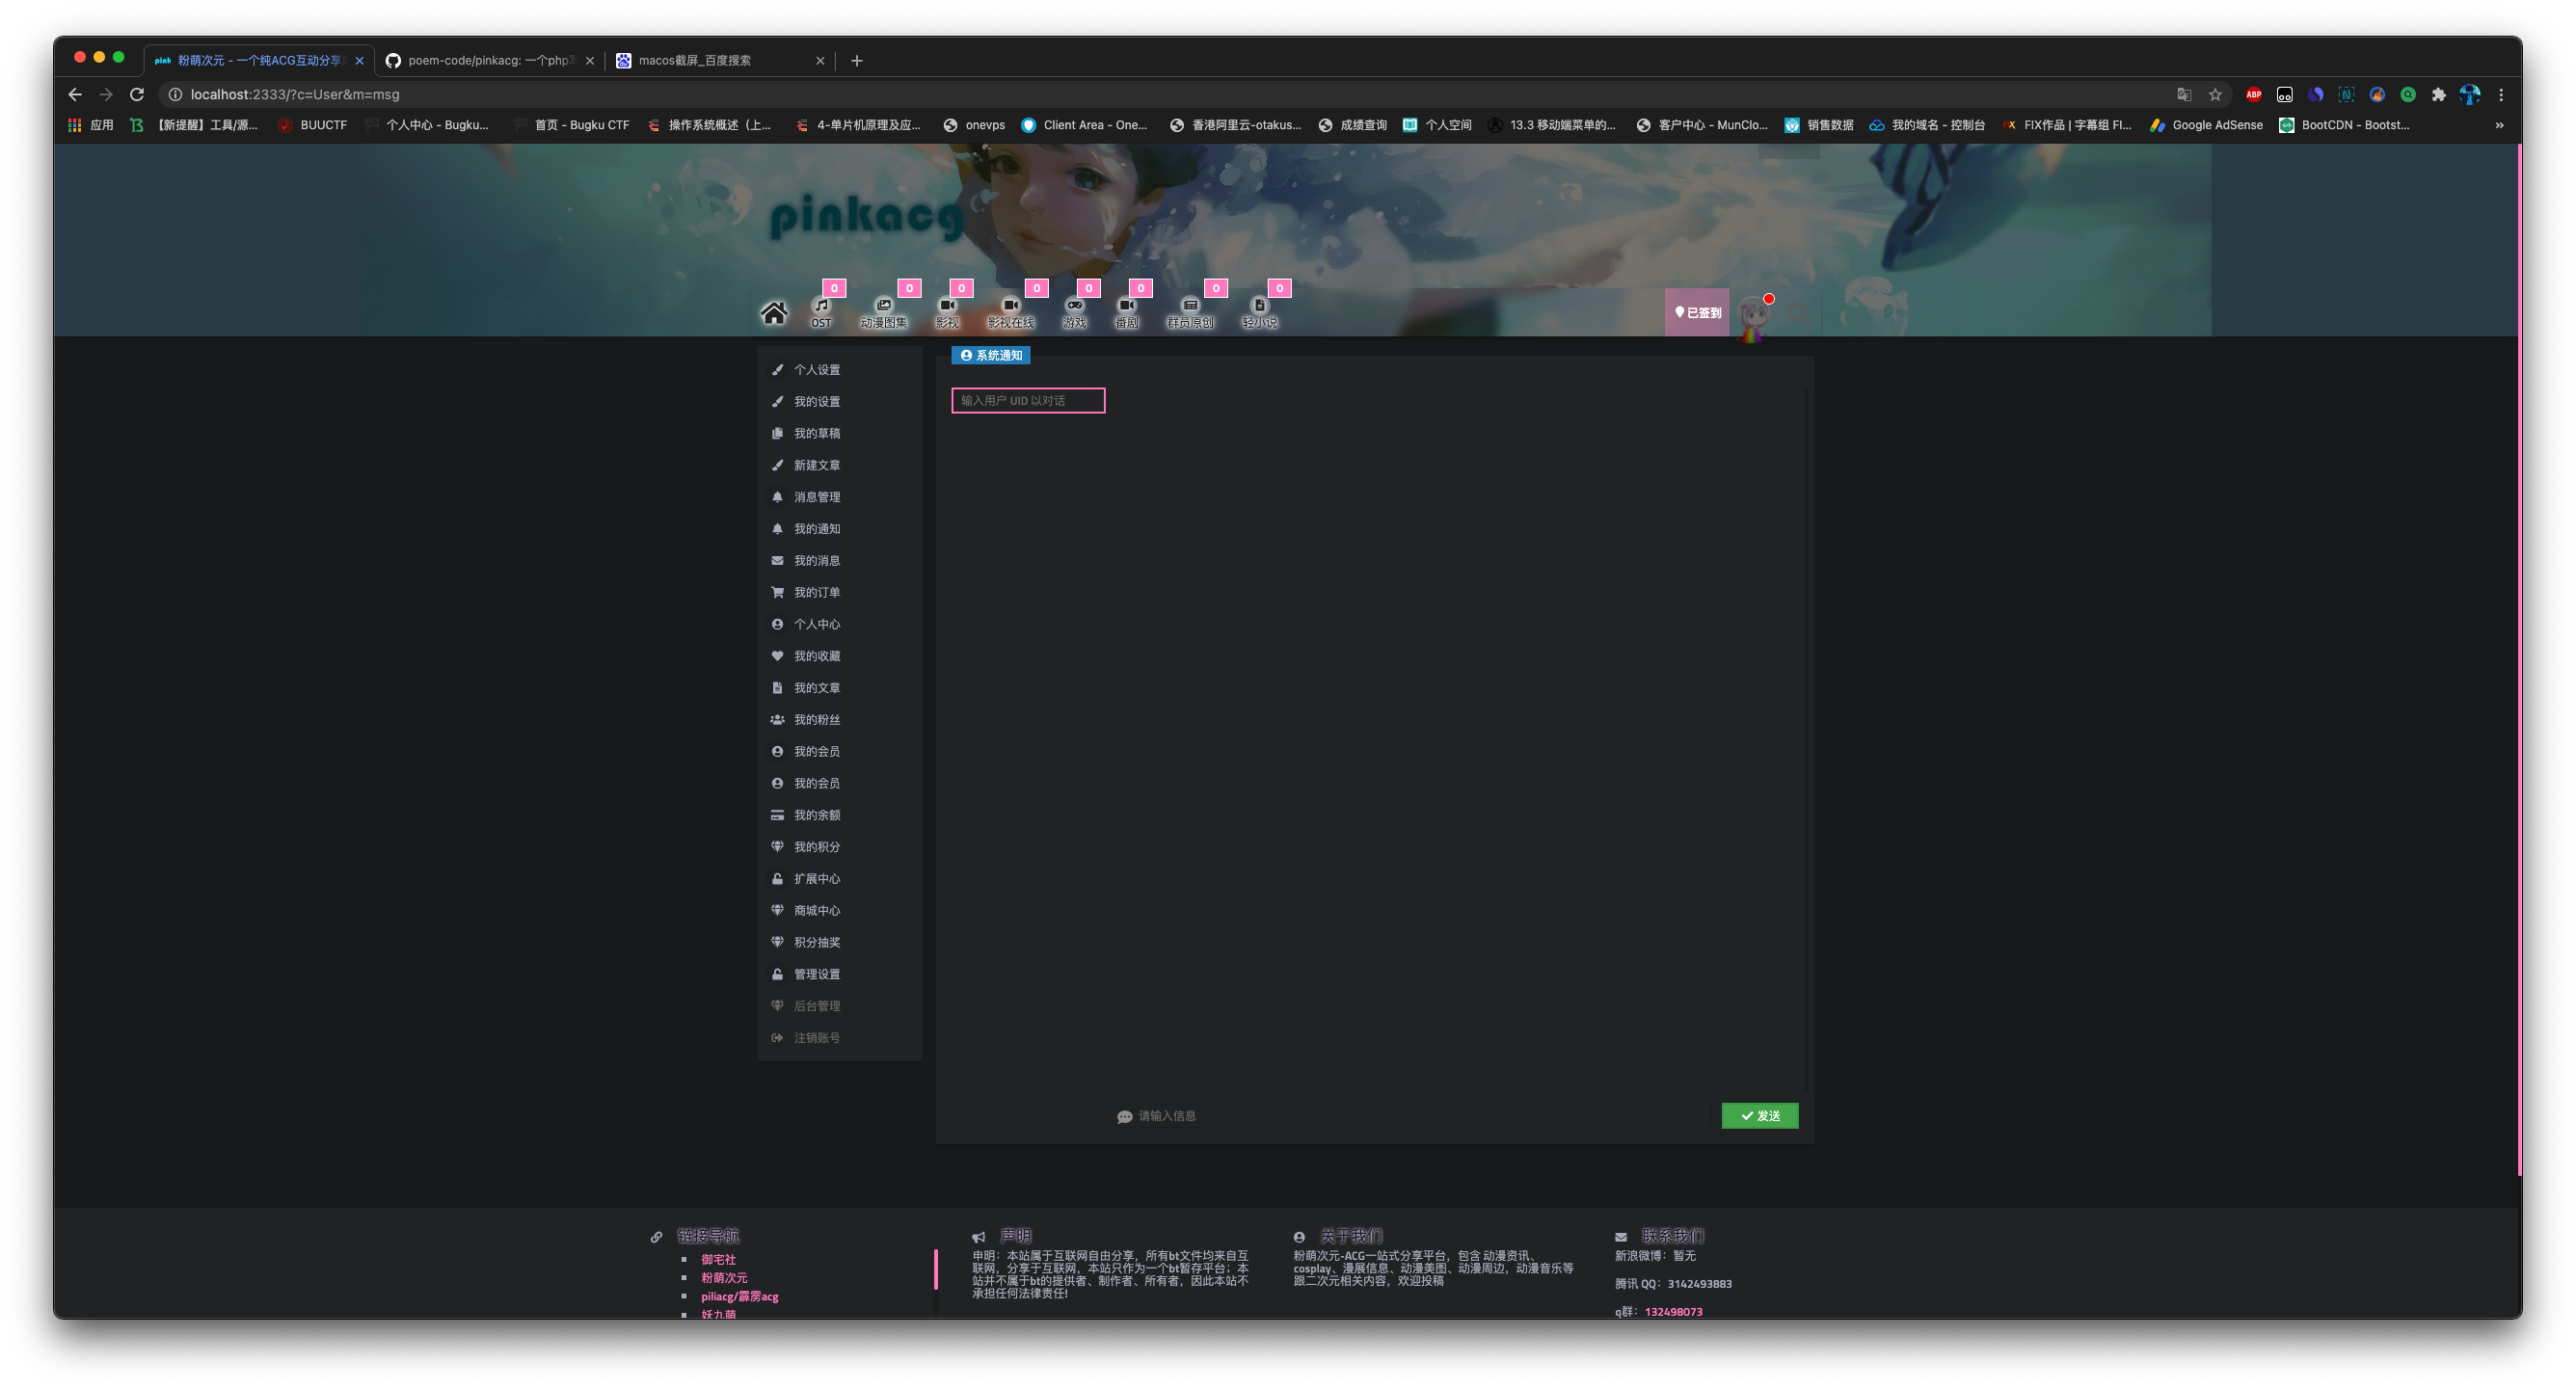 粉萌次元 - 一个纯ACG互动分享
poem-code/pinkacg: 一个php
macos截屏_百度搜索
localhost:2333/?c=User&m=msg
ABP
应用
【新提醒】工具/源...
BUUCTF
个人中心 - Bugku...
首页 - Bugku CTF
操作系统概述（上...
4-单片机原理及应...
onevps
Client Area - One...
香港阿里云-otakus...
成绩查询
个人空间
13.3 移动端菜单的...
客户中心 - MunClo...
销售数据
我的域名 - 控制台
FIX作品 | 字幕组 FI...
Google AdSense
BootCDN - Bootst...
pinkacg
0 0 0 0 0 0 0 0
OST 动漫图集 影视 影视在线 游戏 番剧 群员原创 轻小说
已签到
系统通知
输入用户 UID 以对话
个人设置
我的设置
我的草稿
新建文章
消息管理
我的通知
我的消息
我的订单
个人中心
我的收藏
我的文章
我的粉丝
我的会员
我的会员
我的余额
我的积分
扩展中心
商城中心
积分抽奖
管理设置
后台管理
注销账号
请输入信息
发送
链接导航
御宅社
粉萌次元
piliacg/霹雳acg
妖九萌
声明
申明：本站属于互联网自由分享，所有bt文件均来自互
联网，分享于互联网，本站只作为一个bt暂存平台；本
站并不属于bt的提供者、制作者、所有者，因此本站不
承担任何法律责任!
关于我们
粉萌次元-ACG一站式分享平台，包含 动漫资讯、
cosplay、漫展信息、动漫美图、动漫周边，动漫音乐等
跟二次元相关内容，欢迎投稿
联系我们
新浪微博：暂无
腾讯 QQ：3142493883
q群：132498073